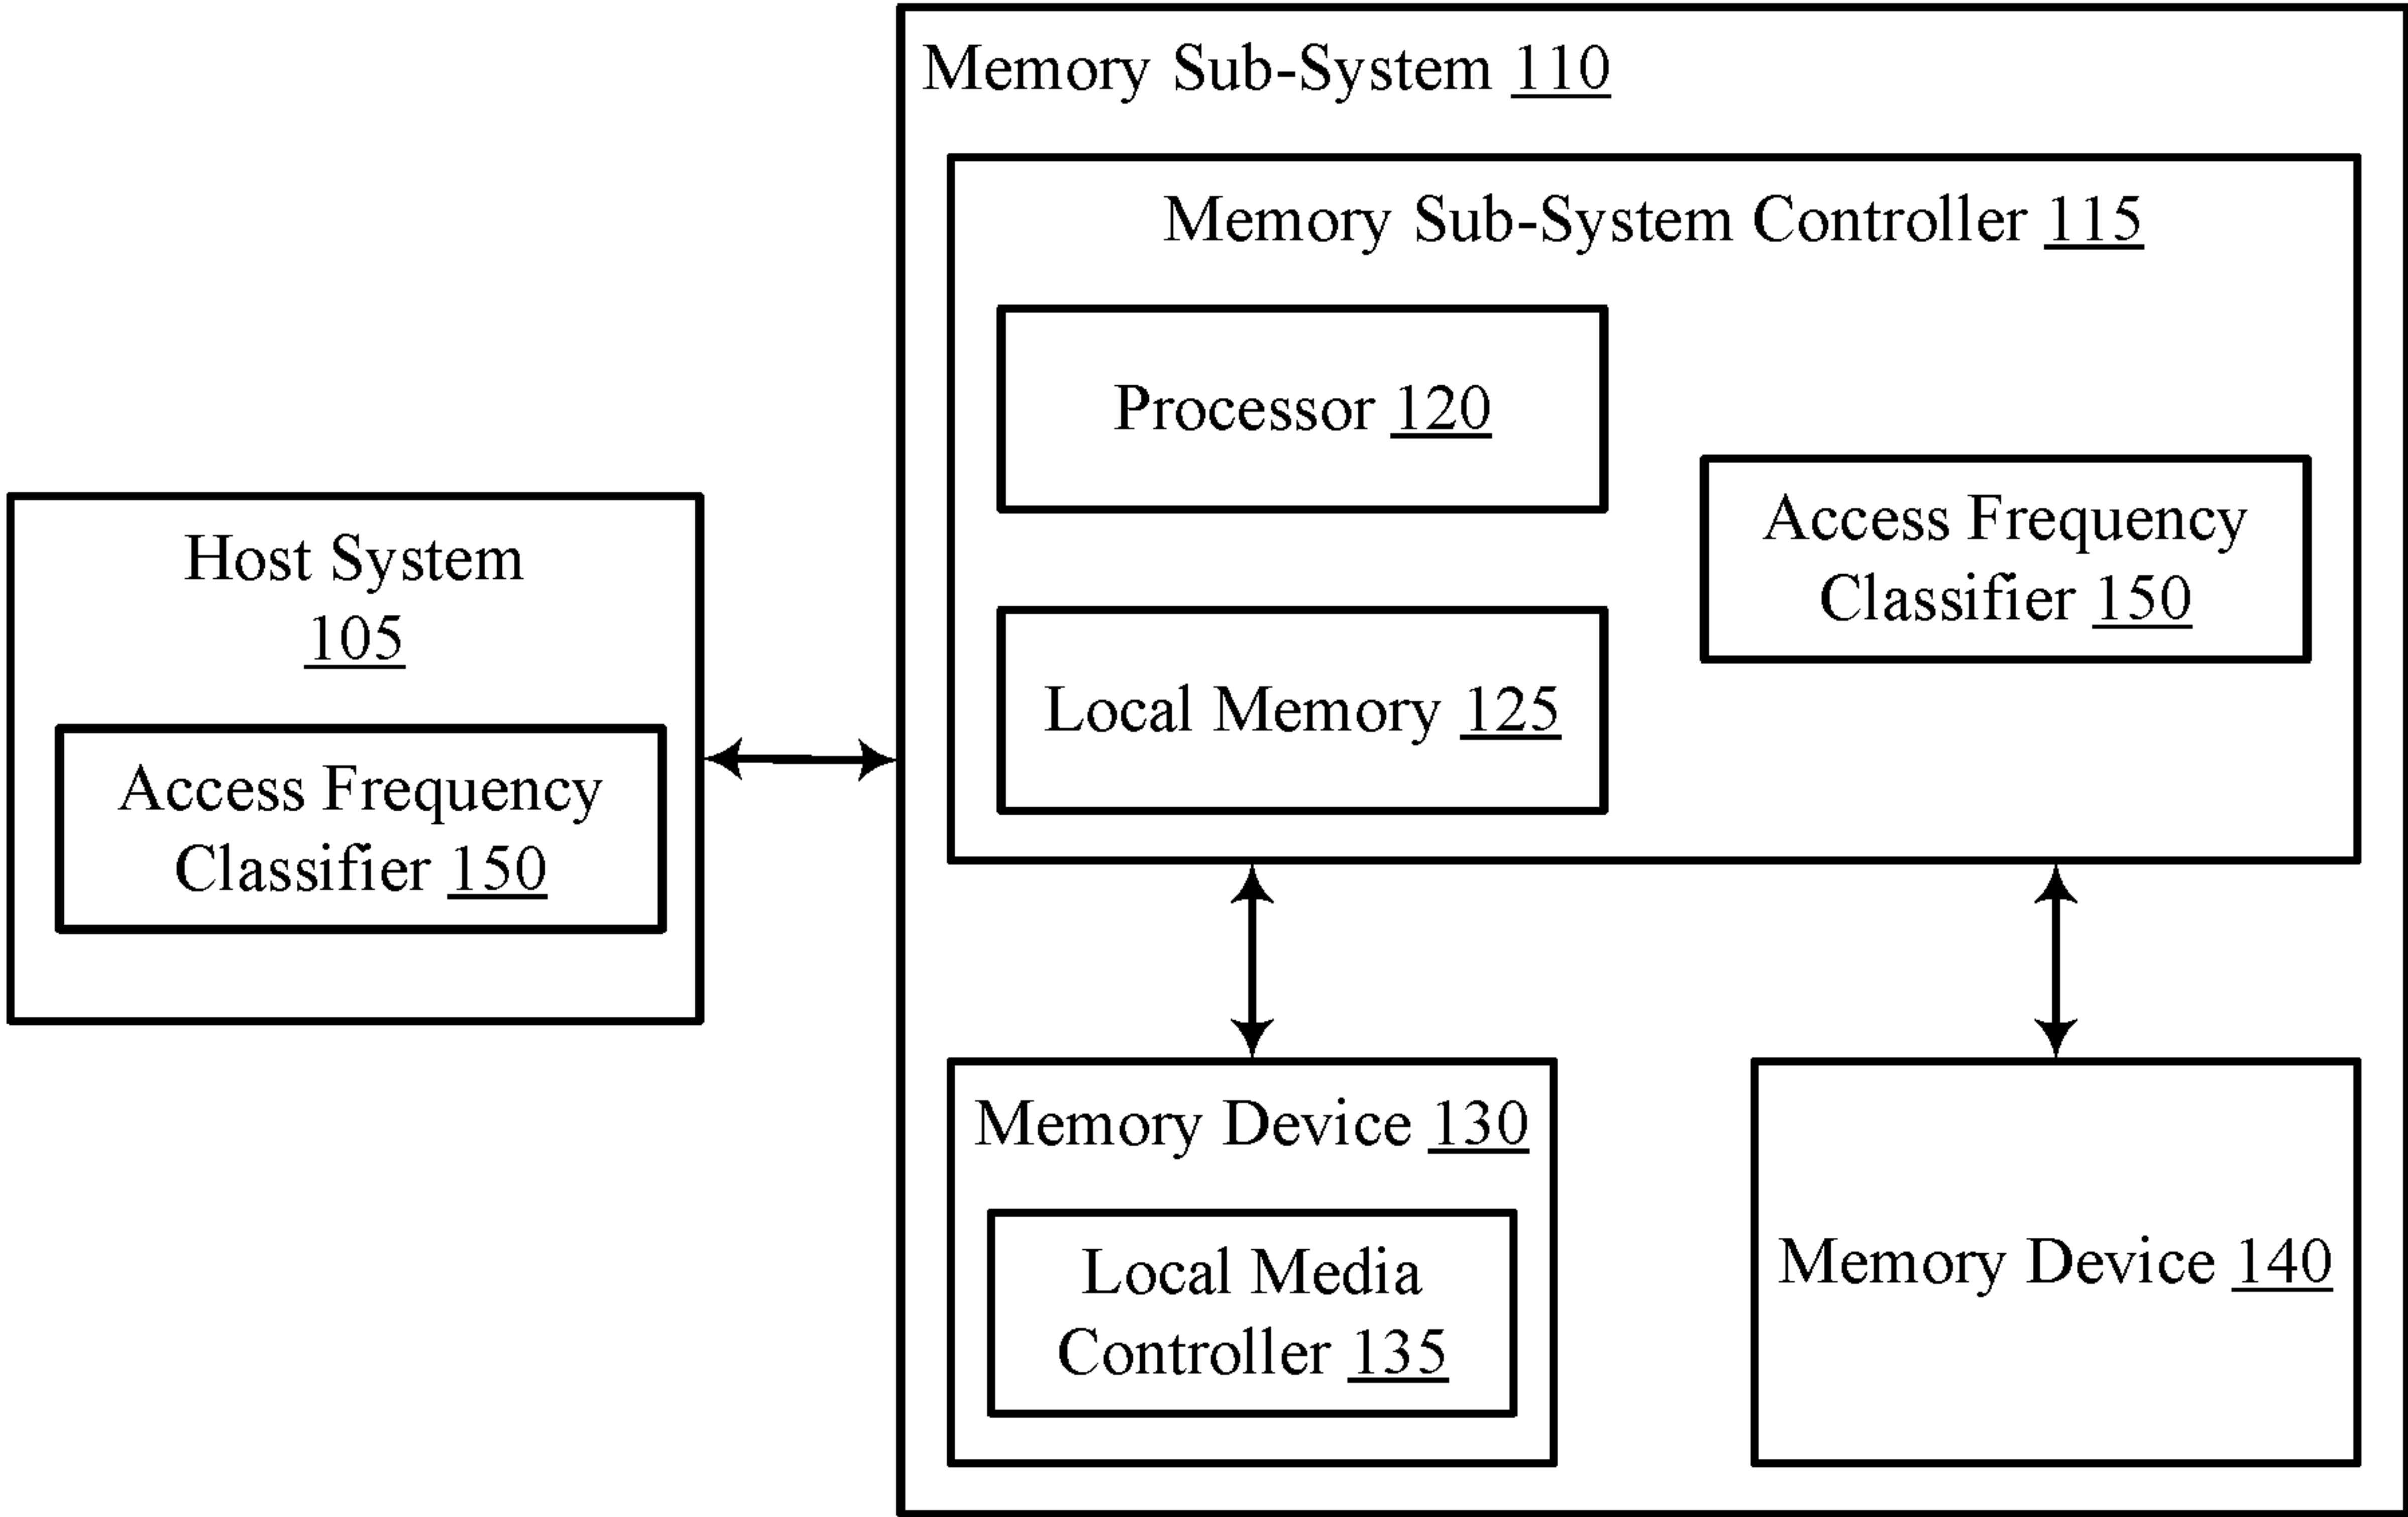 Memory Sub-System 110
Memory Sub-System Controller 115
Processor 120
Access Frequency
Classifier 150
Local Memory 125
Host System
105
Access Frequency
Classifier 150
Memory Device 130
Local Media
Controller 135
Memory Device 140